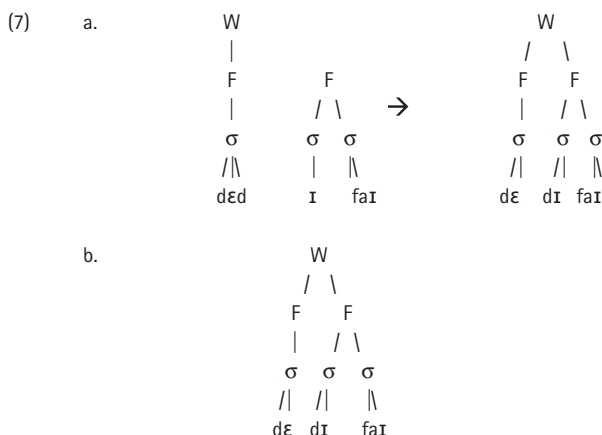 (7) a. W W
F F → F F
σ σ σ σ σ σ
dɛd ɪ faɪ dɛ dɪ faɪ
b. W
F F
σ σ σ
dɛ dɪ faɪ